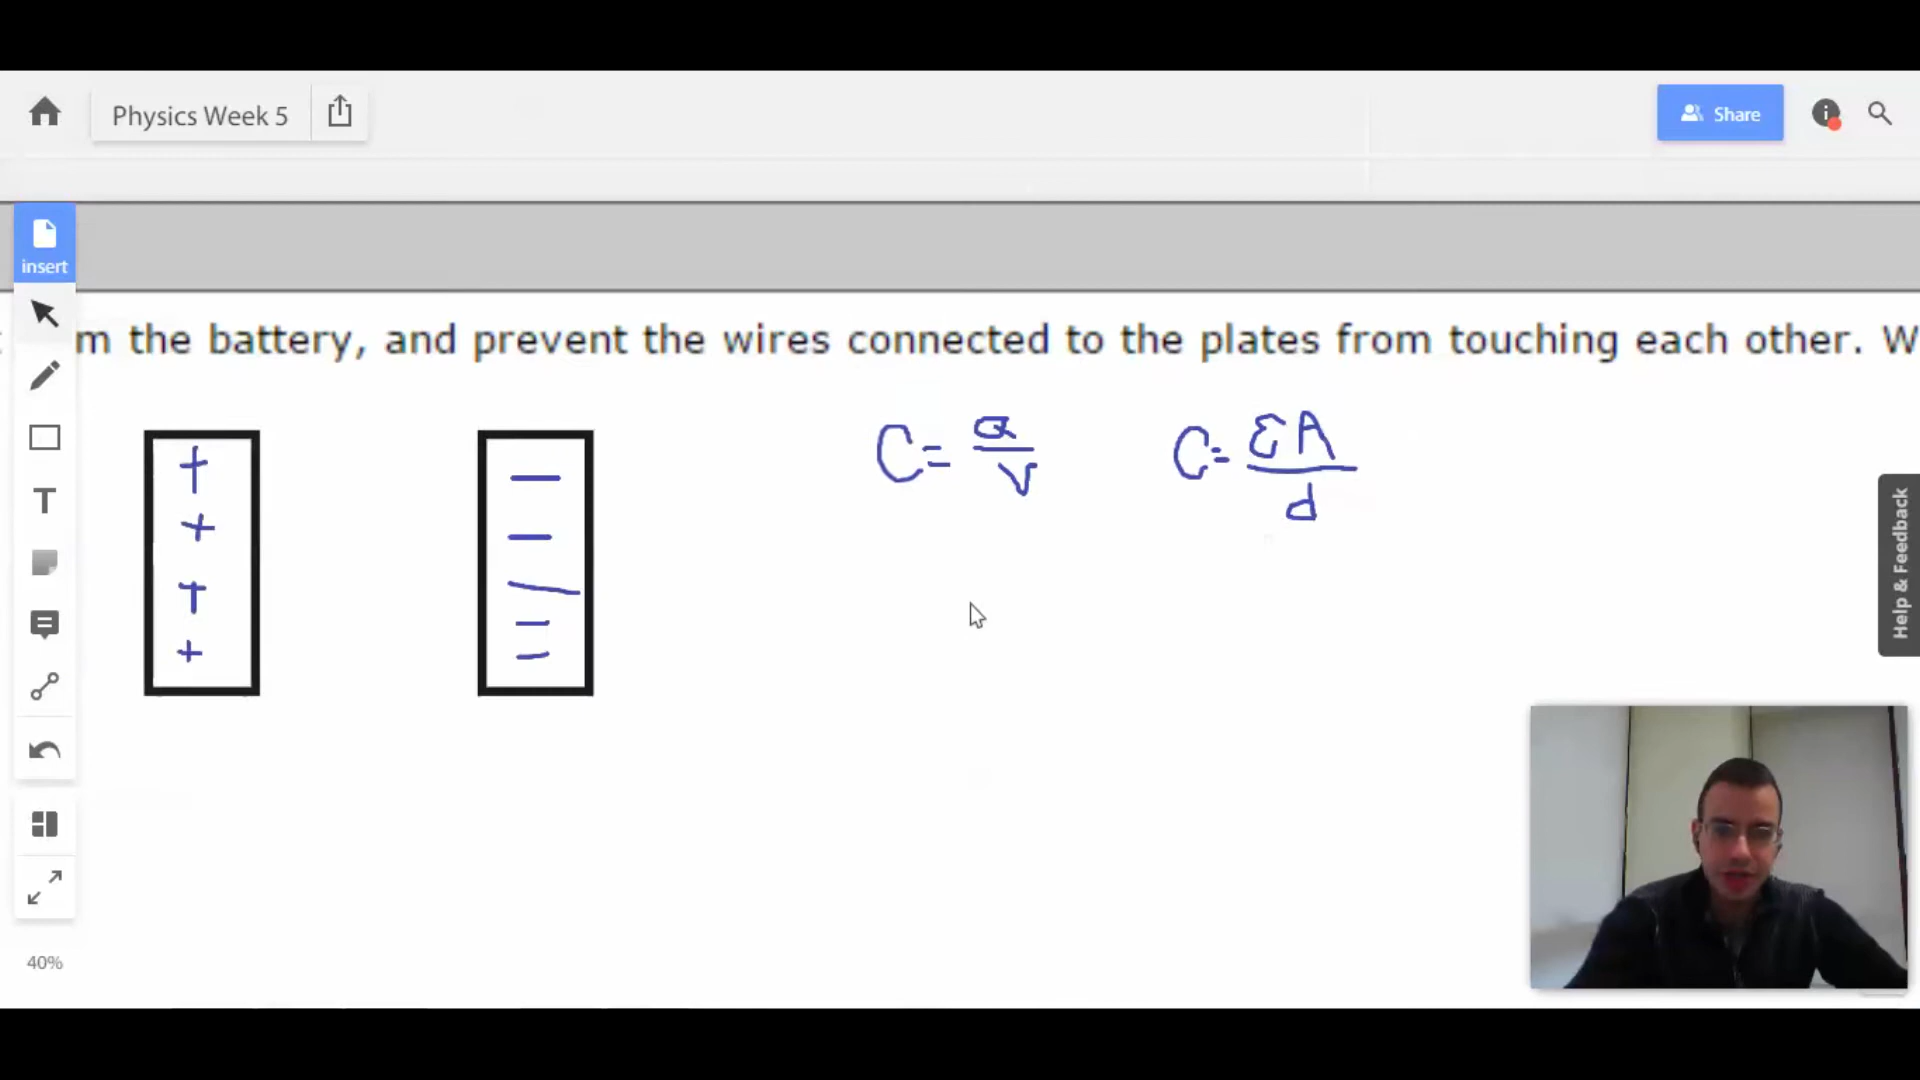 Physics Week 5
Share
insert
m the battery, and prevent the wires connected to the plates from touching each other. W
C = Q/V
C = εA/d
+ −
+ −
+ −
+ −
−
T
Help & Feedback
40%